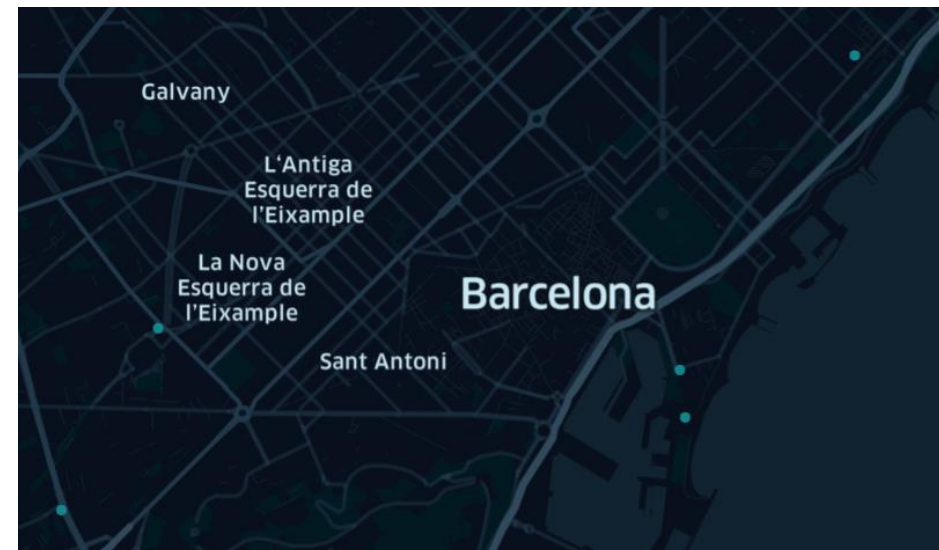 Galvany
L‘Antiga
Esquerra de
l’Eixample
La Nova
Esquerra de
l’Eixample
Barcelona
Sant Antoni